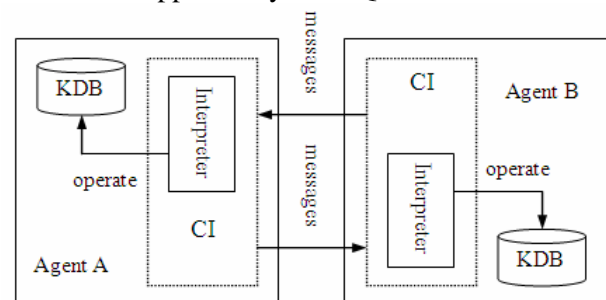 messages
KDB
Interpreter
CI
Agent B
operate
messages
Interpreter
operate
CI
KDB
Agent A